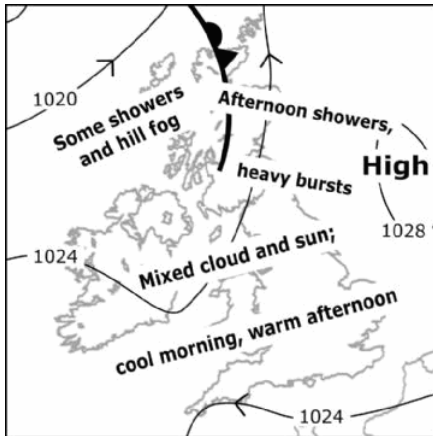 1020
Some showers
and hill fog
Afternoon showers,
High
heavy bursts
1028
1024
Mixed cloud and sun;
cool morning, warm afternoon
1024